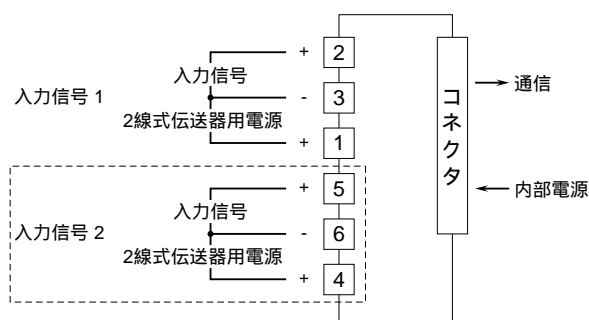 + 2
入力信号
入力信号 1
- 3
2線式伝送器用電源
+ 1
+ 5
入力信号
入力信号 2
- 6
2線式伝送器用電源
+ 4
コネクタ
通信
内部電源